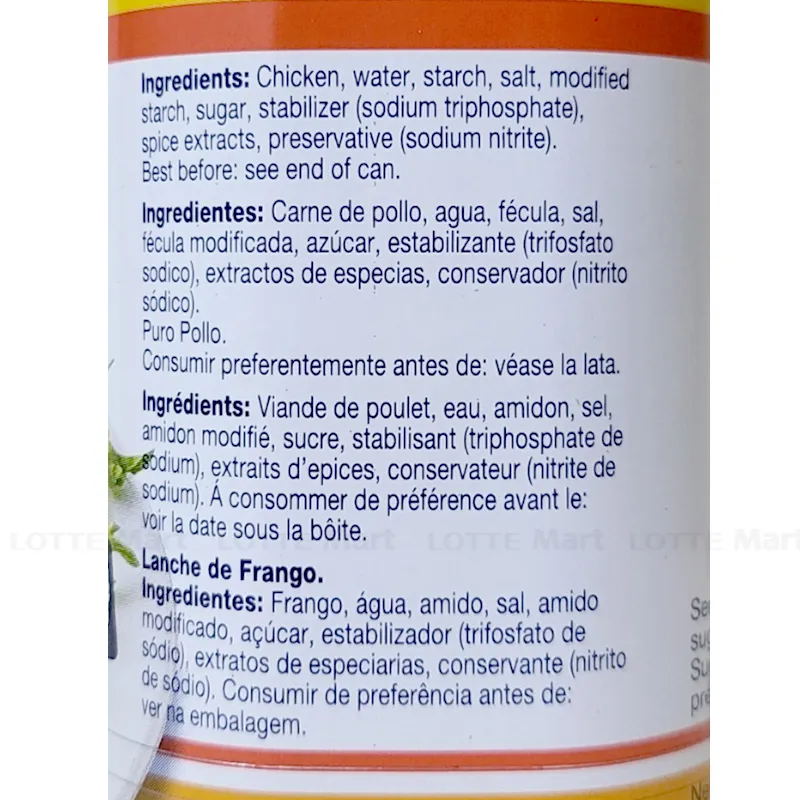 Ingredients: Chicken, water, starch, salt, modified
starch, sugar, stabilizer (sodium triphosphate),
spice extracts, preservative (sodium nitrite).
Best before: see end of can.
Ingredientes: Carne de pollo, agua, fécula, sal,
fécula modificada, azúcar, estabilizante (trifosfato
sodico), extractos de especias, conservador (nitrito
sódico).
Puro Pollo.
Consumir preferentemente antes de: véase la lata.
Ingrédients: Viande de poulet, eau, amidon, sel,
amidon modifié, sucre, stabilisant (triphosphate de
sodium), extraits d'epices, conservateur (nitrite de
sodium). Á consommer de préférence avant le:
voir la date sous la bôite.
LOTTE Mart LOTTE Mart LOTTE Mart LOTTE Mart
Lanche de Frango.
Ingredientes: Frango, água, amido, sal, amido
modificado, açúcar, estabilizador (trifosfato de
sódio), extratos de especiarias, conservante (nitrito
de sódio). Consumir de preferência antes de:
ver na embalagem.